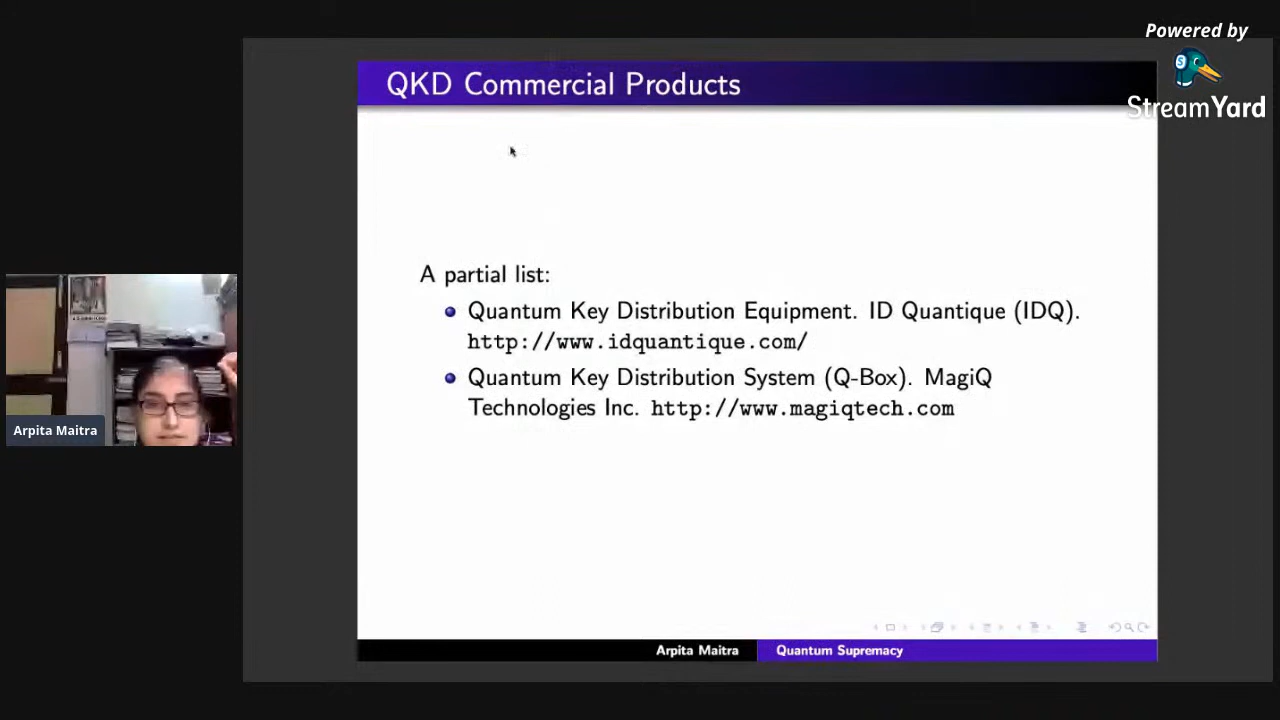 Powered by
StreamYard
QKD Commercial Products
A partial list:
Quantum Key Distribution Equipment. ID Quantique (IDQ).
http://www.idquantique.com/
Quantum Key Distribution System (Q-Box). MagiQ
Technologies Inc. http://www.magiqtech.com
Arpita Maitra
Arpita Maitra
Quantum Supremacy